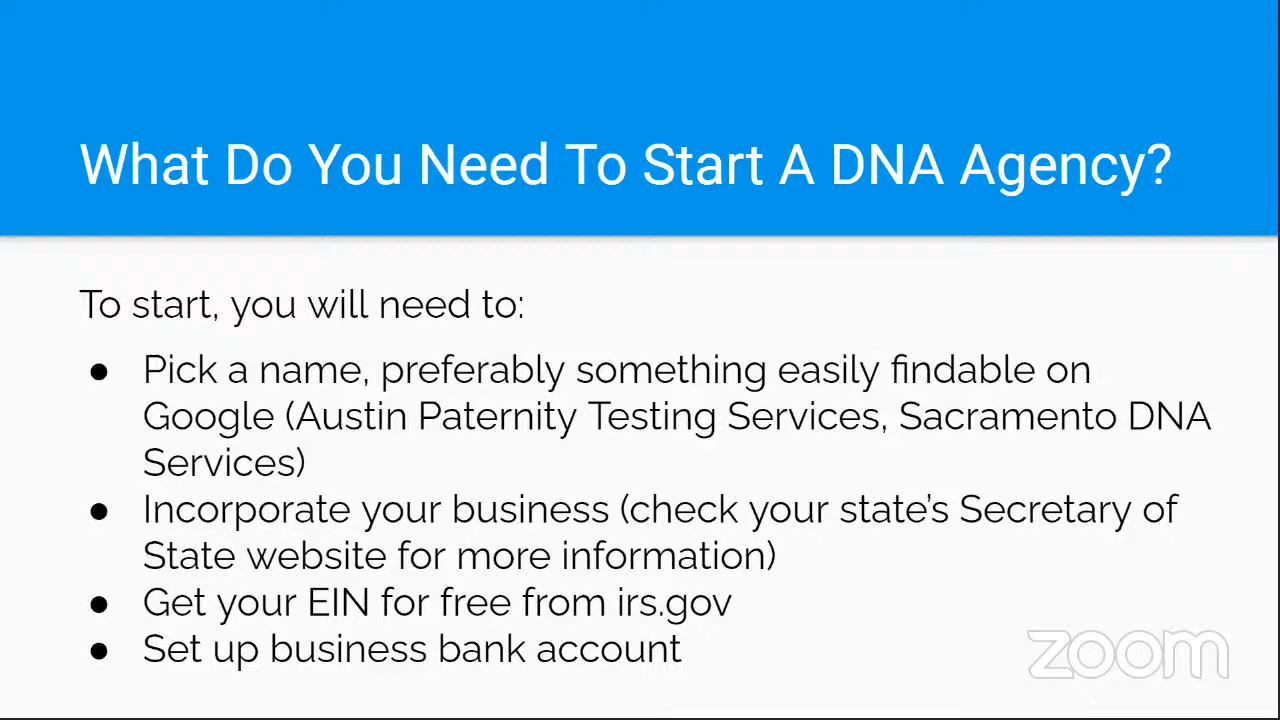 What Do You Need To Start A DNA Agency?
To start, you will need to:
● Pick a name, preferably something easily findable on
Google (Austin Paternity Testing Services, Sacramento DNA
Services)
● Incorporate your business (check your state’s Secretary of
State website for more information)
● Get your EIN for free from irs.gov
● Set up business bank account
zoom